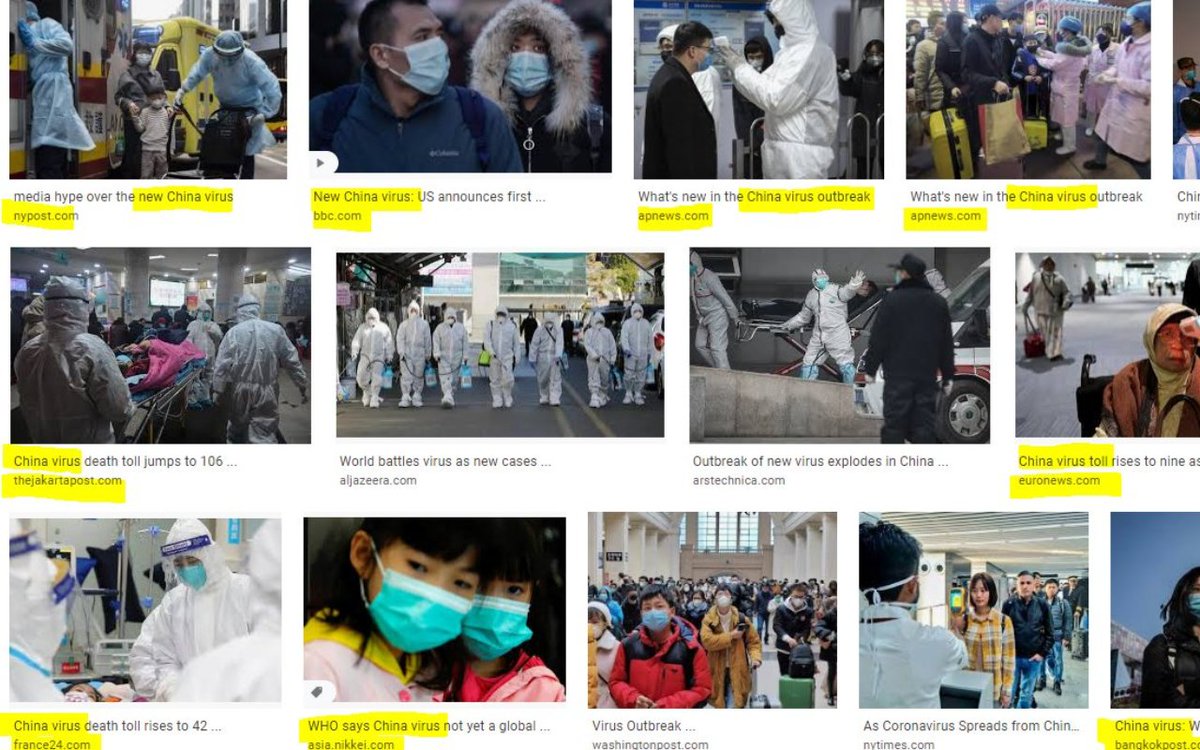 media hype over the new China virus
nypost.com
New China virus: US announces first ...
bbc.com
What's new in the China virus outbreak
apnews.com
What's new in the China virus outbreak
apnews.com
Columbia
China virus death toll jumps to 106 ...
thejakartapost.com
World battles virus as new cases ...
aljazeera.com
Outbreak of new virus explodes in China ...
arstechnica.com
China virus toll rises to nine as
euronews.com
China virus death toll rises to 42 ...
france24.com
WHO says China virus not yet a global ...
asia.nikkei.com
Virus Outbreak ...
washingtonpost.com
As Coronavirus Spreads from Chin...
nytimes.com
China virus: W
bangkokpost.c